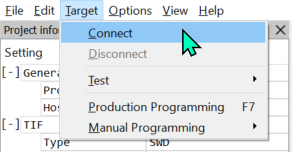 File Edit Target Options View Help
Project infor
Connect
Setting
Disconnect
[-] Genera
Test
Pro
Hos
Production Programming F7
[-] TIF
Manual Programming
Type SWD